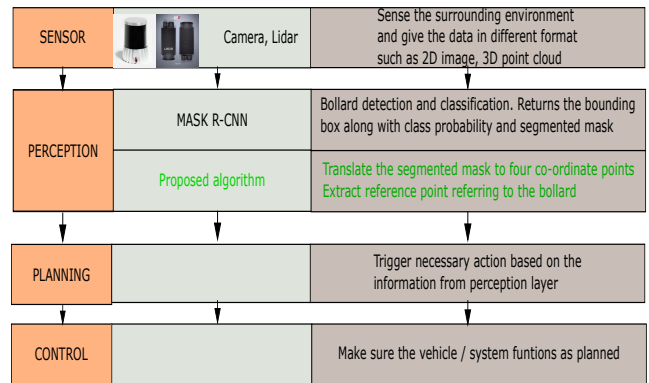 SENSOR
Camera, Lidar
Sense the surrounding environment
and give the data in different format
such as 2D image, 3D point cloud
PERCEPTION
MASK R-CNN
Bollard detection and classification. Returns the bounding
box along with class probability and segmented mask
Proposed algorithm
Translate the segmented mask to four co-ordinate points
Extract reference point referring to the bollard
PLANNING
Trigger necessary action based on the
information from perception layer
CONTROL
Make sure the vehicle / system funtions as planned